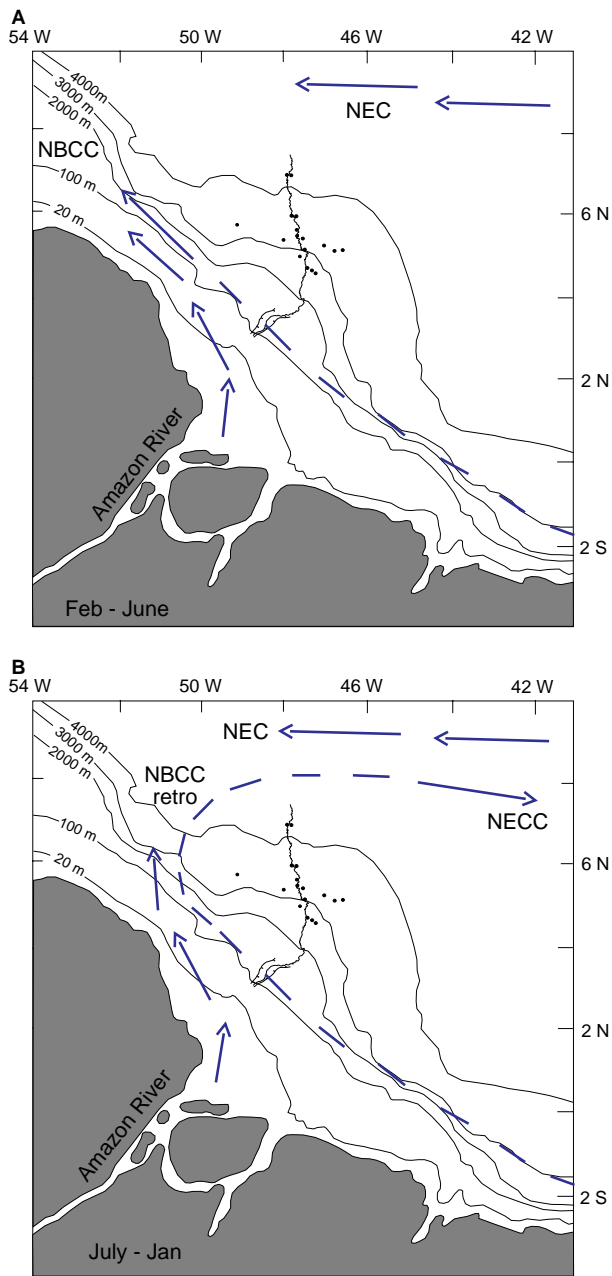 A
54 W
50 W
46 W
42 W
4000m
3000 m
2000 m
NEC
NBCC
100 m
20 m
6 N
2 N
Amazon River
2 S
Feb - June
B
54 W
50 W
46 W
42 W
4000m
3000 m
2000 m
NEC
NBCC
retro
NECC
100 m
20 m
6 N
2 N
Amazon River
2 S
July - Jan